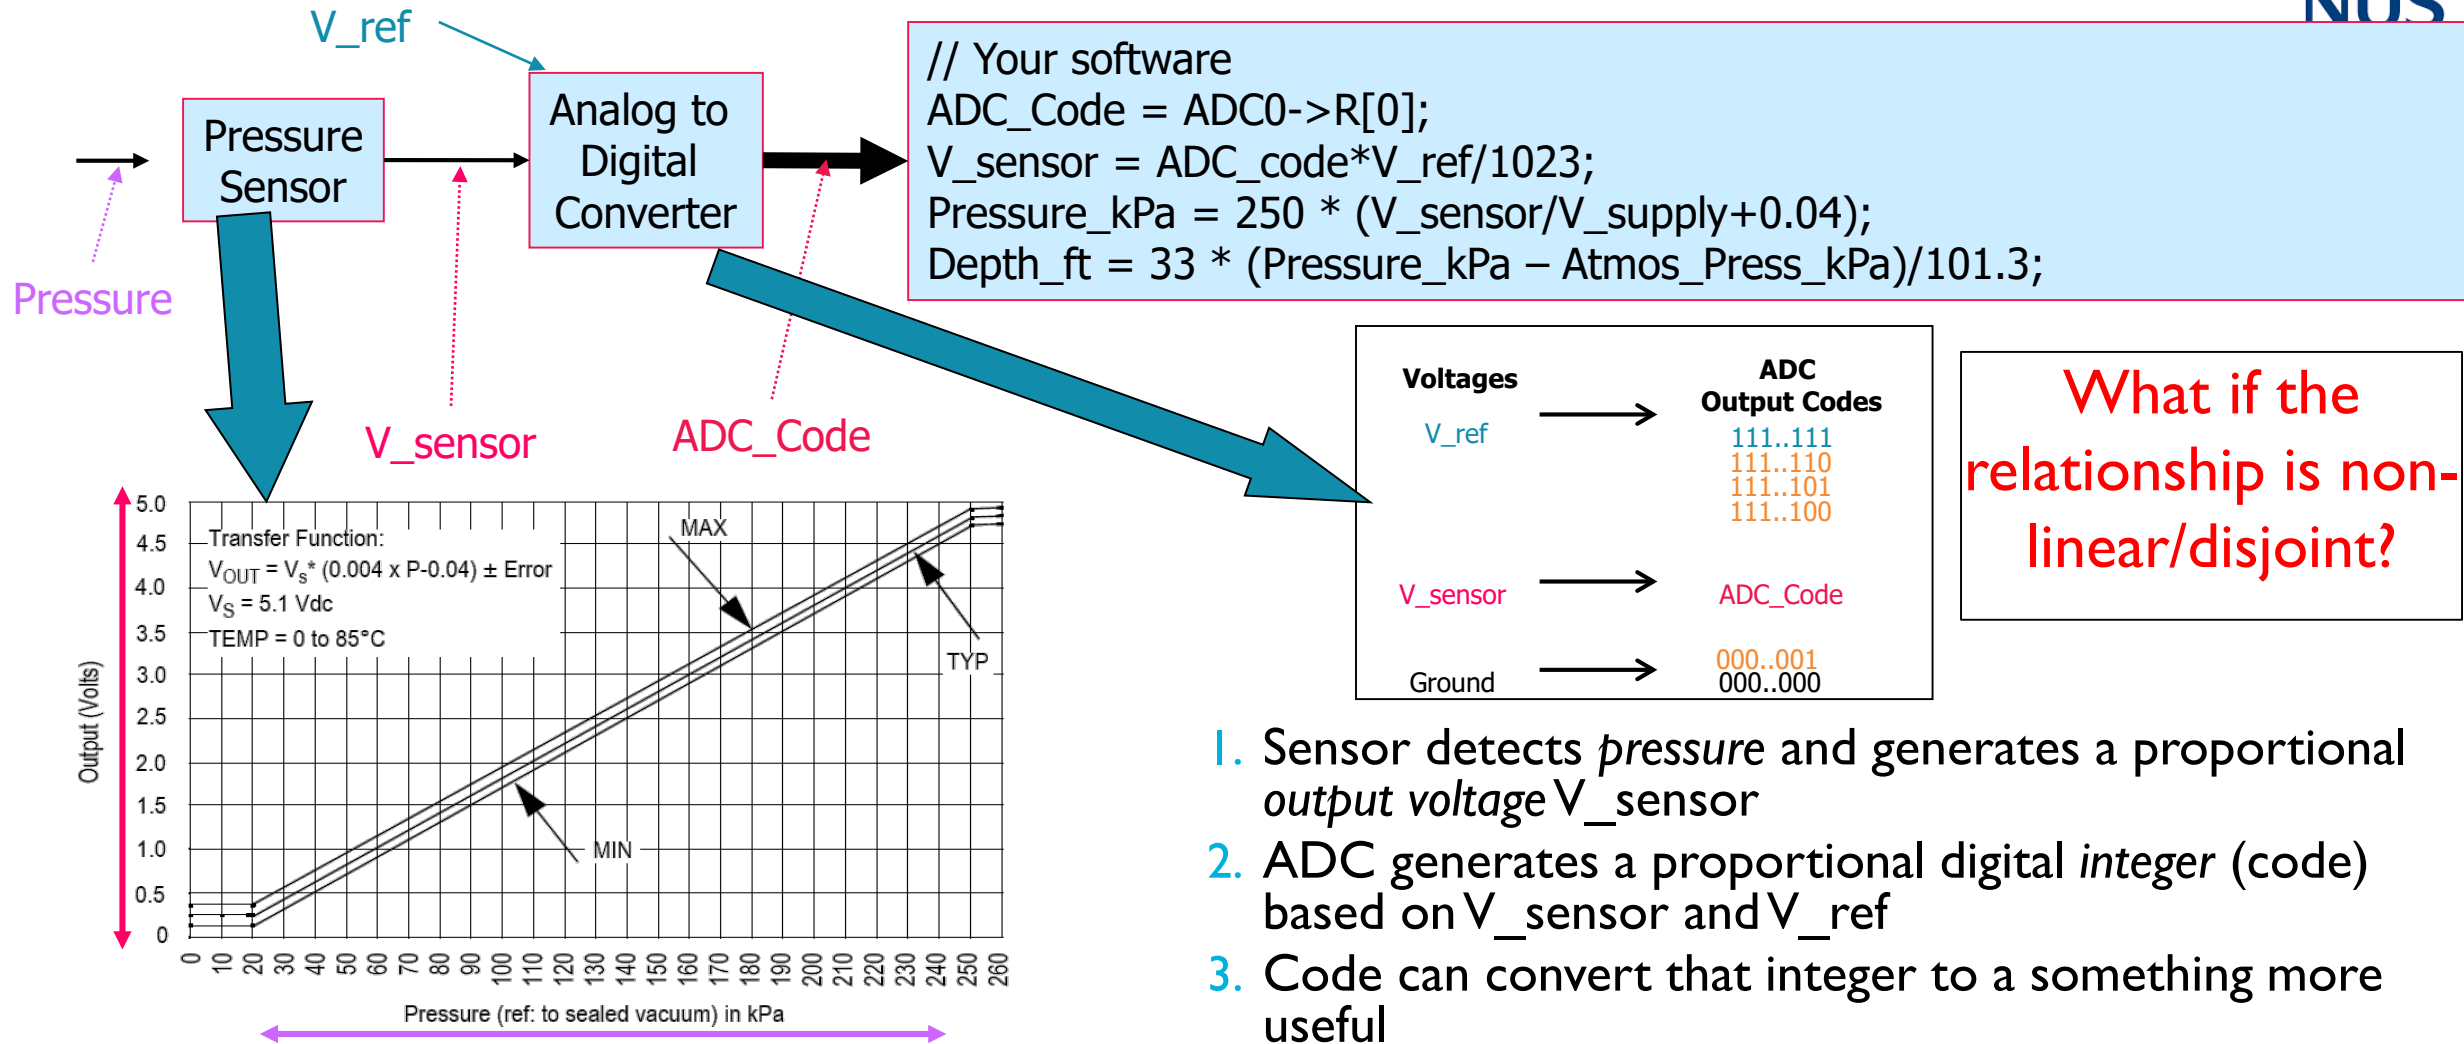 NUS
V_ref
// Your software
ADC_Code = ADC0->R[0];
V_sensor = ADC_code*V_ref/1023;
Pressure_kPa = 250 * (V_sensor/V_supply+0.04);
Depth_ft = 33 * (Pressure_kPa – Atmos_Press_kPa)/101.3;
Pressure
Sensor
Analog to
Digital
Converter
Pressure
V_sensor
ADC_Code
Voltages
ADC
Output Codes
V_ref
111..111
111..110
111..101
111..100
V_sensor
ADC_Code
Ground
000..001
000..000
What if the
relationship is non-
linear/disjoint?
5.0
4.5
4.0
3.5
3.0
2.5
2.0
1.5
1.0
0.5
0
Output (Volts)
Transfer Function:
V_OUT = V_s* (0.004 x P-0.04) ± Error
V_S = 5.1 Vdc
TEMP = 0 to 85°C
MAX
TYP
MIN
0 10 20 30 40 50 60 70 80 90 100 110 120 130 140 150 160 170 180 190 200 210 220 230 240 250 260
Pressure (ref: to sealed vacuum) in kPa
1. Sensor detects pressure and generates a proportional
output voltage V_sensor
2. ADC generates a proportional digital integer (code)
based on V_sensor and V_ref
3. Code can convert that integer to a something more
useful